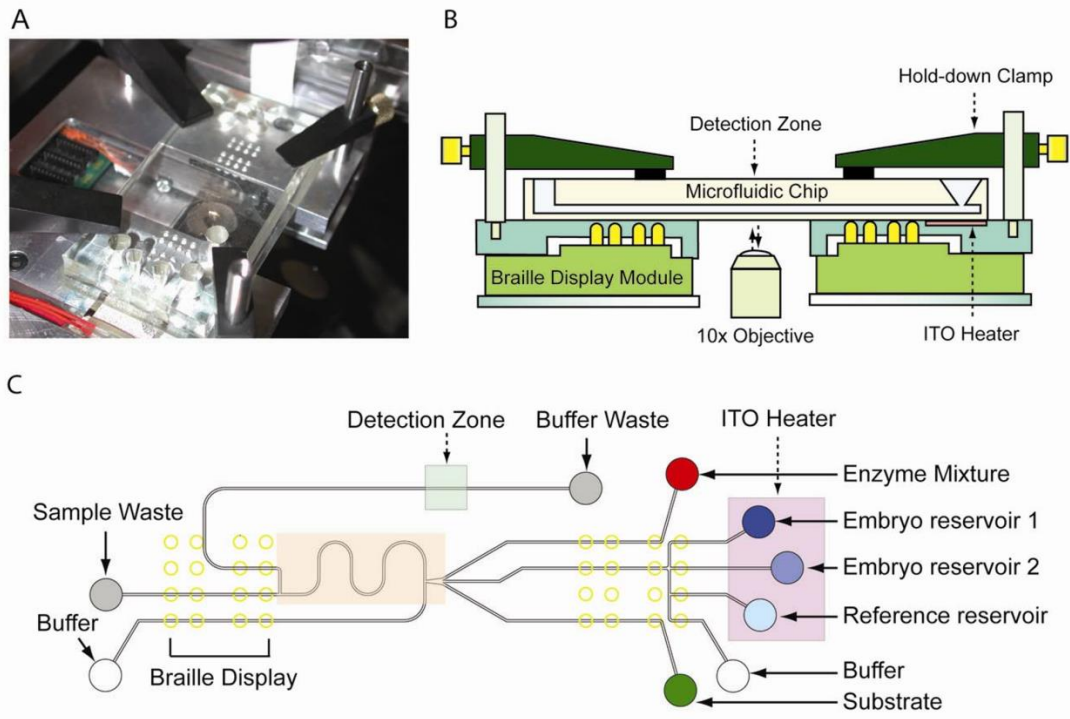 A
B
Hold-down Clamp
Detection Zone
Microfluidic Chip
Braille Display Module
10x Objective
ITO Heater
C
Detection Zone
Buffer Waste
ITO Heater
Enzyme Mixture
Sample Waste
Embryo reservoir 1
Embryo reservoir 2
Reference reservoir
Buffer
Buffer
Braille Display
Substrate